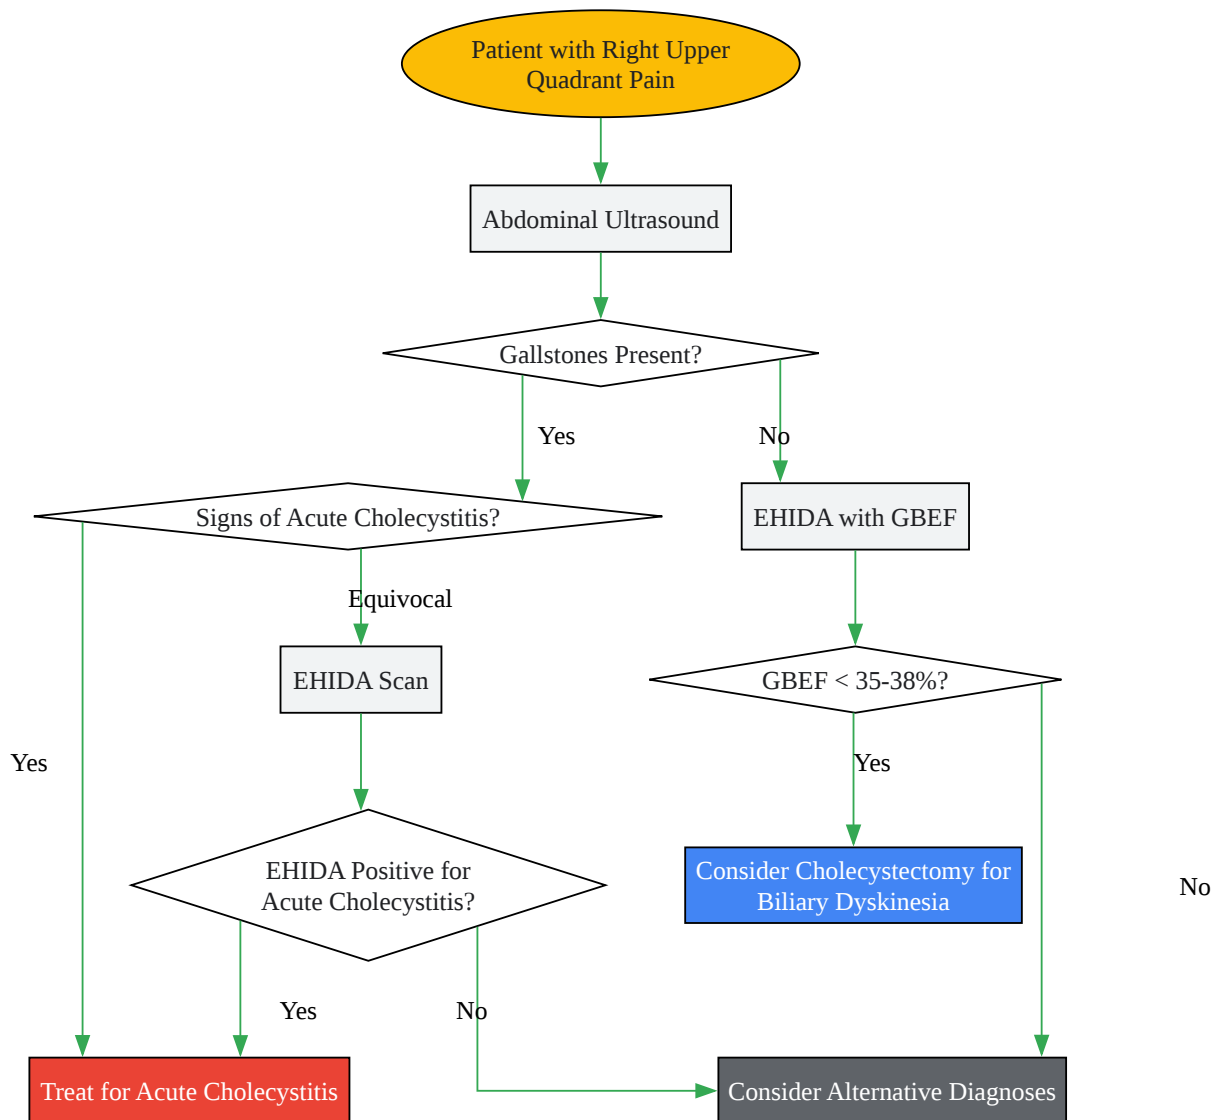 Patient with Right Upper
Quadrant Pain
Abdominal Ultrasound
Gallstones Present?
Yes
No
Signs of Acute Cholecystitis?
EHIDA with GBEF
Equivocal
EHIDA Scan
GBEF < 35-38%?
Yes
Yes
EHIDA Positive for
Acute Cholecystitis?
Consider Cholecystectomy for
Biliary Dyskinesia
No
Yes
No
Treat for Acute Cholecystitis
Consider Alternative Diagnoses